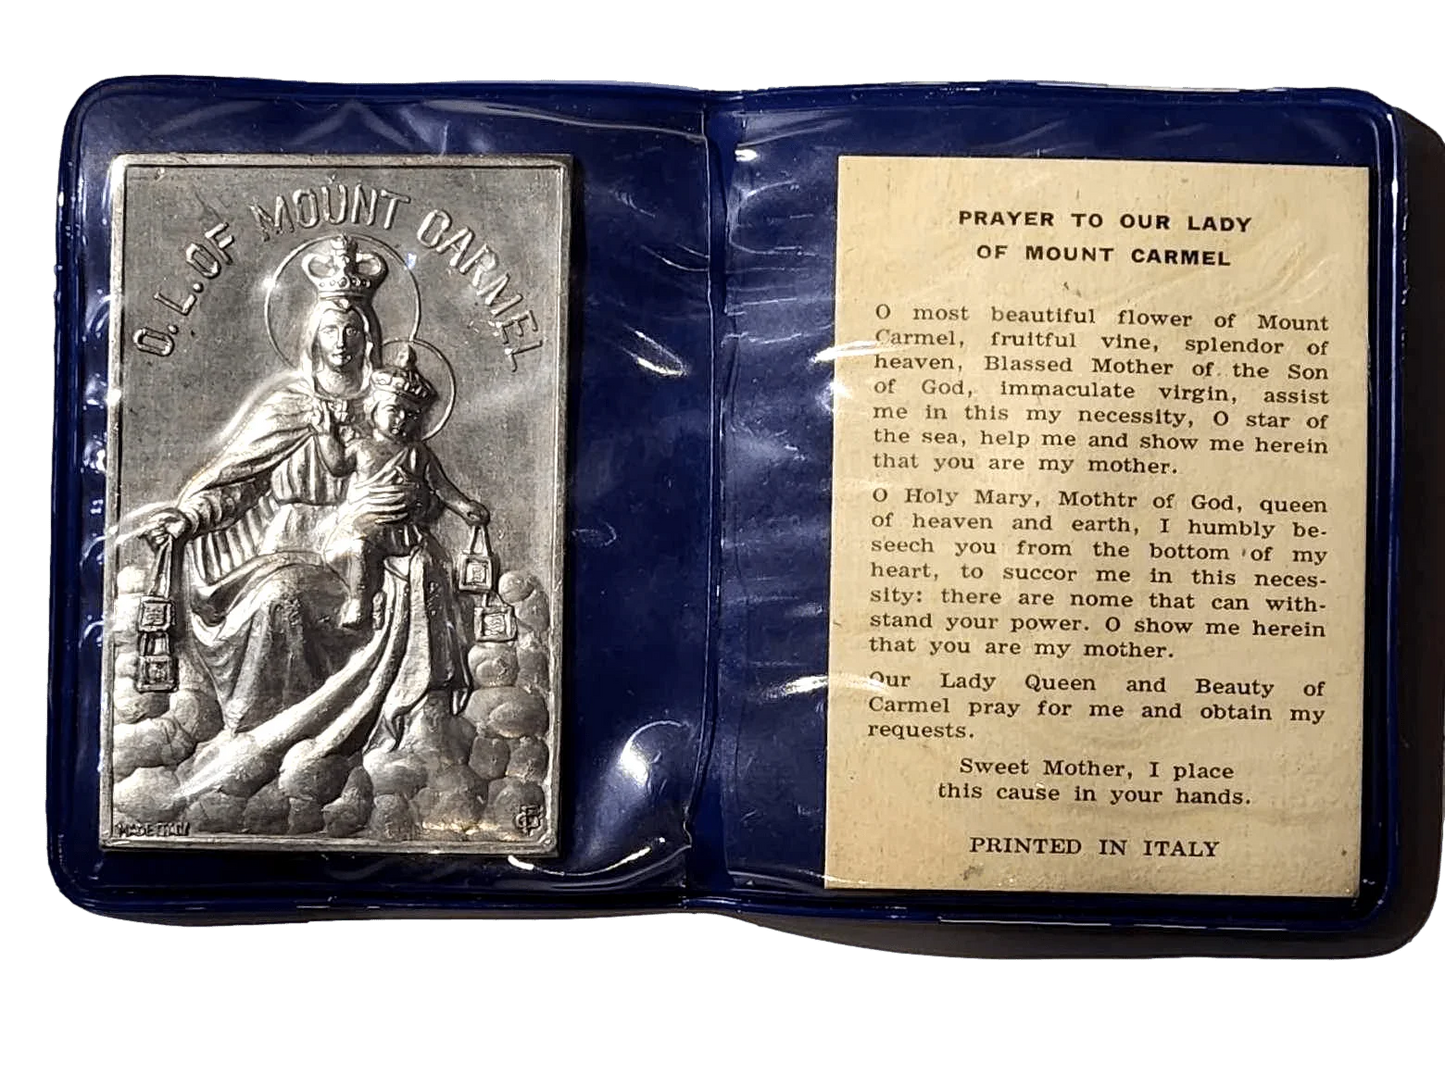 O. L. OF MOUNT CARMEL
MADE ITALY
PRAYER TO OUR LADY
OF MOUNT CARMEL
O most beautiful flower of Mount
Carmel, fruitful vine, splendor of
heaven, Blassed Mother of the Son
of God, immaculate virgin, assist
me in this my necessity, O star of
the sea, help me and show me herein
that you are my mother.
O Holy Mary, Mothtr of God, queen
of heaven and earth, I humbly be-
seech you from the bottom of my
heart, to succor me in this neces-
sity: there are nome that can with-
stand your power. O show me herein
that you are my mother.
Our Lady Queen and Beauty of
Carmel pray for me and obtain my
requests.
Sweet Mother, I place
this cause in your hands.
PRINTED IN ITALY